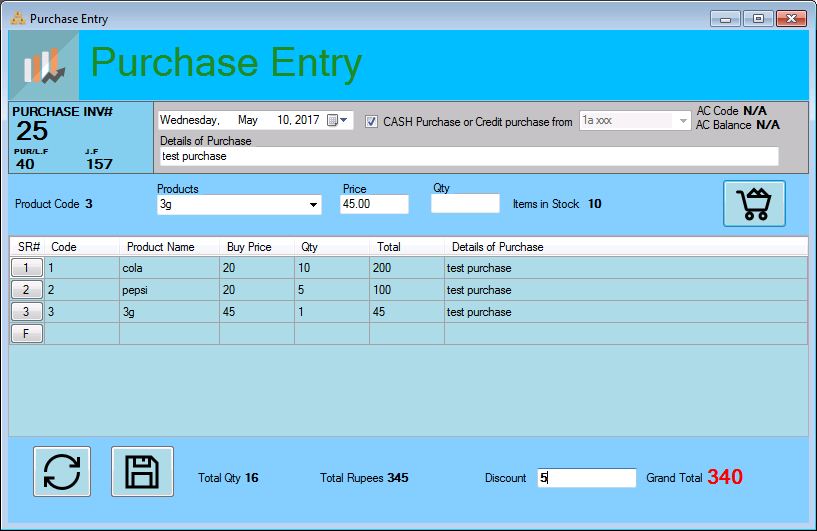 Purchase Entry
Purchase Entry
PURCHASE INV#
25
PUR/L.F J.F
40 157
Wednesday, May 10, 2017
CASH Purchase or Credit purchase from 1a xxx
AC Code N/A
AC Balance N/A
Details of Purchase
test purchase
Product Code 3
Products
3g
Price
45.00
Qty
Items in Stock 10
SR# Code Product Name Buy Price Qty Total Details of Purchase
1 1 cola 20 10 200 test purchase
2 2 pepsi 20 5 100 test purchase
3 3 3g 45 1 45 test purchase
F
Total Qty 16 Total Rupees 345 Discount 5 Grand Total 340